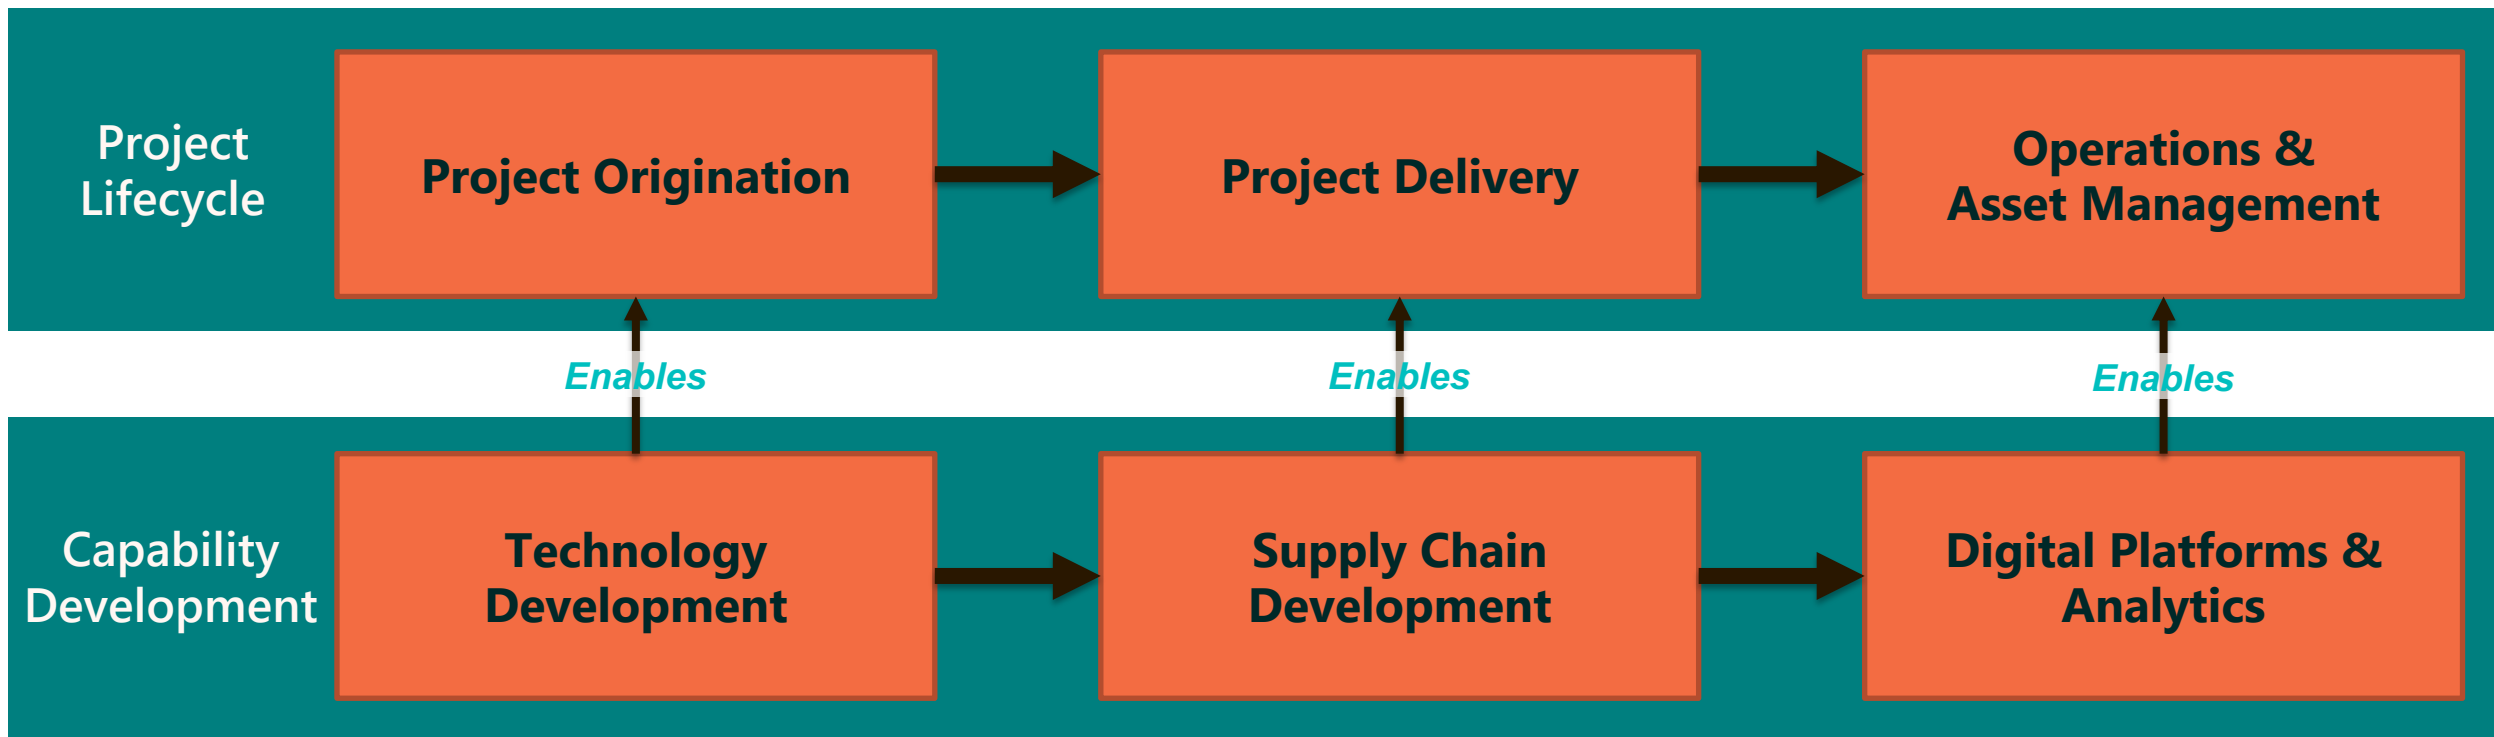 Project
Lifecycle
Project Origination
Project Delivery
Operations &
Asset Management
Enables
Enables
Enables
Capability
Development
Technology
Development
Supply Chain
Development
Digital Platforms &
Analytics